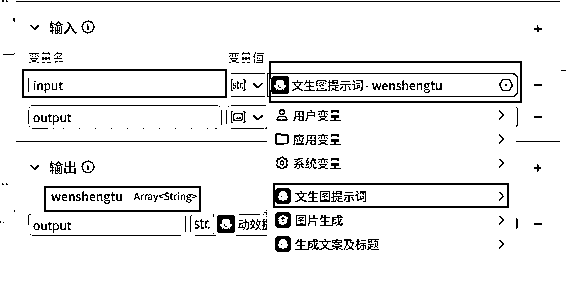 输入
变量名 变量值
input str. 文生图提示词 - wenshengtu
output
用户变量
应用变量
系统变量
输出
wenshengtu Array<String>
文生图提示词
output str. 动效
图片生成
生成文案及标题